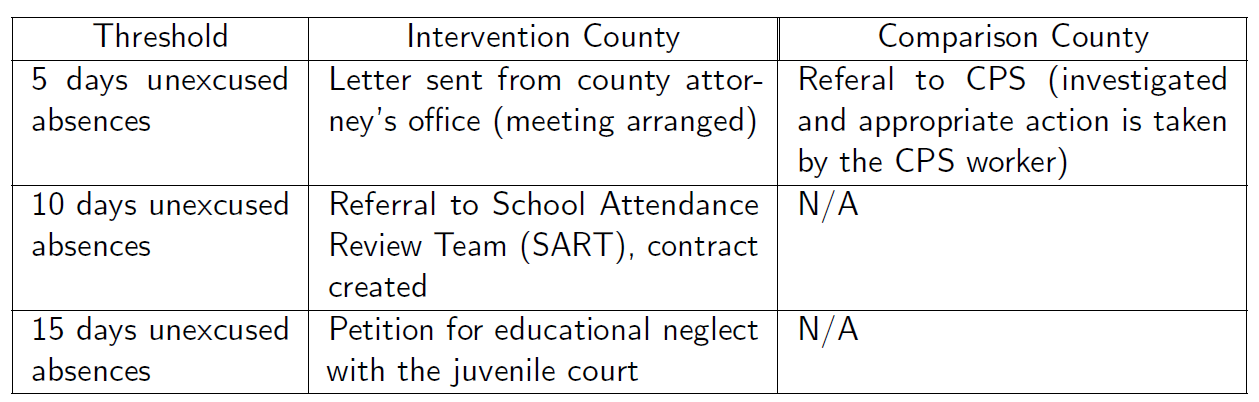 Threshold
Intervention County
Comparison County
5 days unexcused
absences
Letter sent from county attor-
ney's office (meeting arranged)
Referal to CPS (investigated
and appropriate action is taken
by the CPS worker)
10 days unexcused
absences
Referral to School Attendance
Review Team (SART), contract
created
N/A
15 days unexcused
absences
Petition for educational neglect
with the juvenile court
N/A